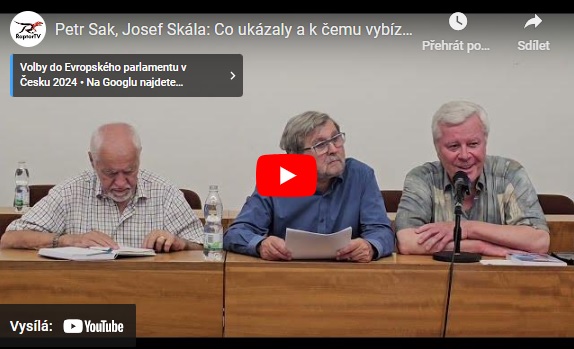 RaptorTV
Petr Sak, Josef Skála: Co ukázaly a k čemu vybíz…
Přehrát po…
Sdílet
Volby do Evropského parlamentu v
Česku 2024 • Na Googlu najdete…
Vysílá: YouTube